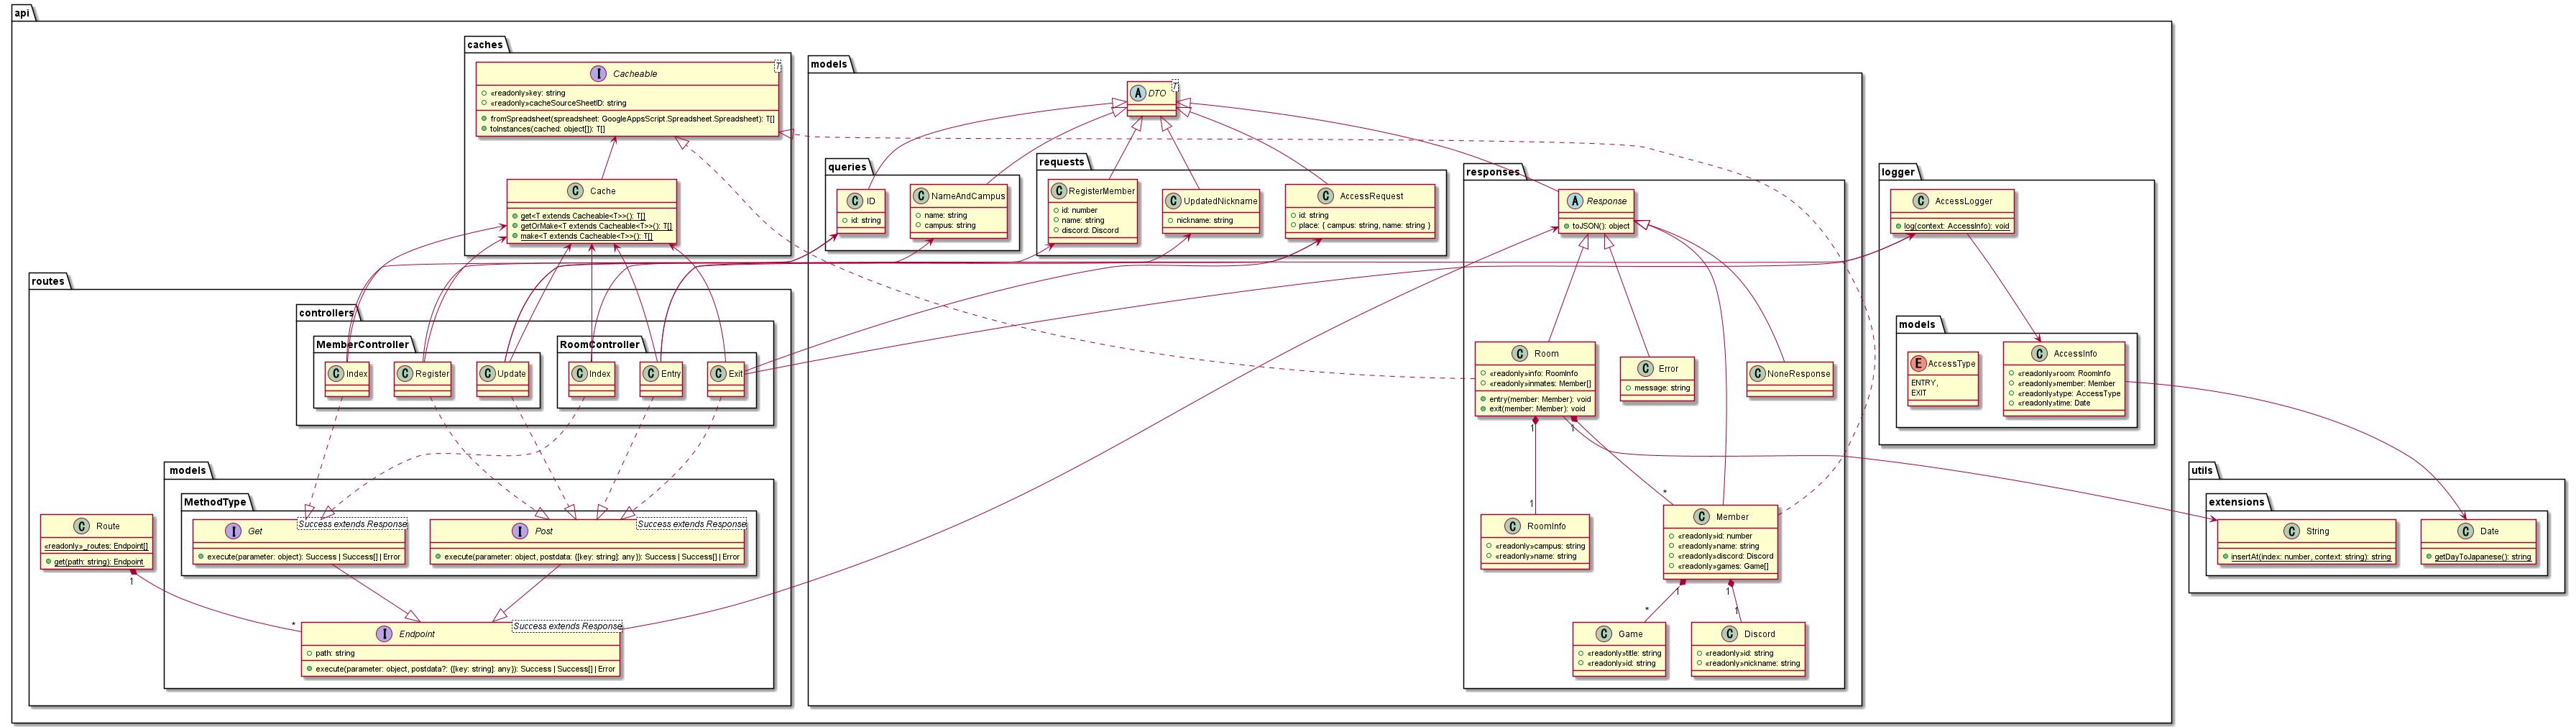 api
caches
I Cacheable T
«readonly»key: string
«readonly»cacheSourceSheetID: string
fromSpreadsheet(spreadsheet: GoogleAppsScript.Spreadsheet.Spreadsheet): T[]
toInstances(cached: object[]): T[]
C Cache
get<T extends Cacheable<T>>(): T[]
getOrMake<T extends Cacheable<T>>(): T[]
make<T extends Cacheable<T>>(): T[]
models
A DTO T
queries
C ID
id: string
C NameAndCampus
name: string
campus: string
requests
C RegisterMember
id: number
name: string
discord: Discord
C UpdatedNickname
nickname: string
C AccessRequest
id: string
place: { campus: string, name: string }
responses
A Response
toJSON(): object
C Room
«readonly»info: RoomInfo
«readonly»inmates: Member[]
entry(member: Member): void
exit(member: Member): void
C Error
message: string
C NoneResponse
1
1
1
*
C RoomInfo
«readonly»campus: string
«readonly»name: string
C Member
«readonly»id: number
«readonly»name: string
«readonly»discord: Discord
«readonly»games: Game[]
1
1
*
1
C Game
«readonly»title: string
«readonly»id: string
C Discord
«readonly»id: string
«readonly»nickname: string
logger
C AccessLogger
log(context: AccessInfo): void
models
E AccessType
ENTRY,
EXIT
C AccessInfo
«readonly»room: RoomInfo
«readonly»member: Member
«readonly»type: AccessType
«readonly»time: Date
routes
controllers
MemberController
C Index
C Register
C Update
RoomController
C Index
C Entry
C Exit
models
MethodType
I Get Success extends Response
execute(parameter: object): Success | Success[] | Error
I Post Success extends Response
execute(parameter: object, postdata: {[key: string]: any}): Success | Success[] | Error
C Route
«readonly»_routes: Endpoint[]
get(path: string): Endpoint
1
*
I Endpoint Success extends Response
path: string
execute(parameter: object, postdata?: {[key: string]: any}): Success | Success[] | Error
utils
extensions
C String
insertAt(index: number, context: string): string
C Date
getDayToJapanese(): string